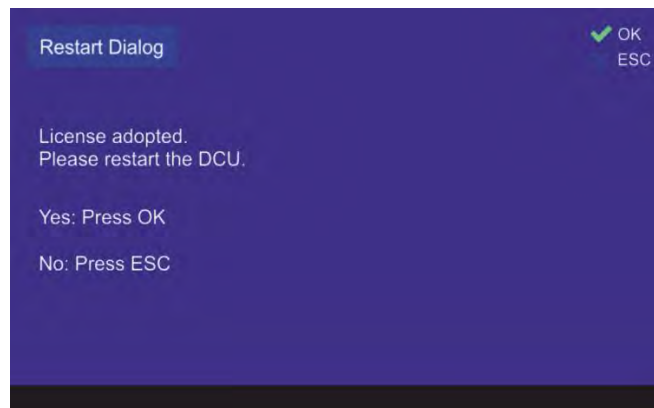 Restart Dialog
OK
ESC
License adopted.
Please restart the DCU.
Yes: Press OK
No: Press ESC